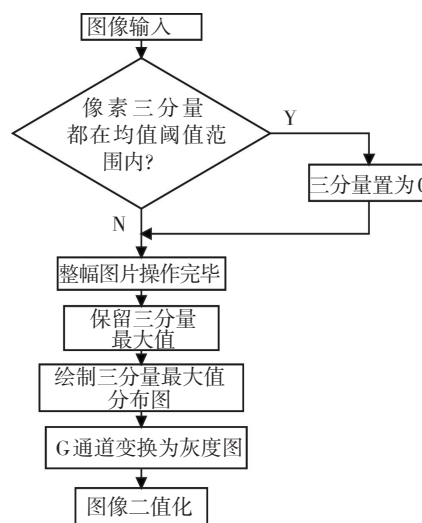 图像输入
像素三分量
都在均值阈值范
围内?
Y
三分量置为0
N
整幅图片操作完毕
保留三分量
最大值
绘制三分量最大值
分布图
G通道变换为灰度图
图像二值化